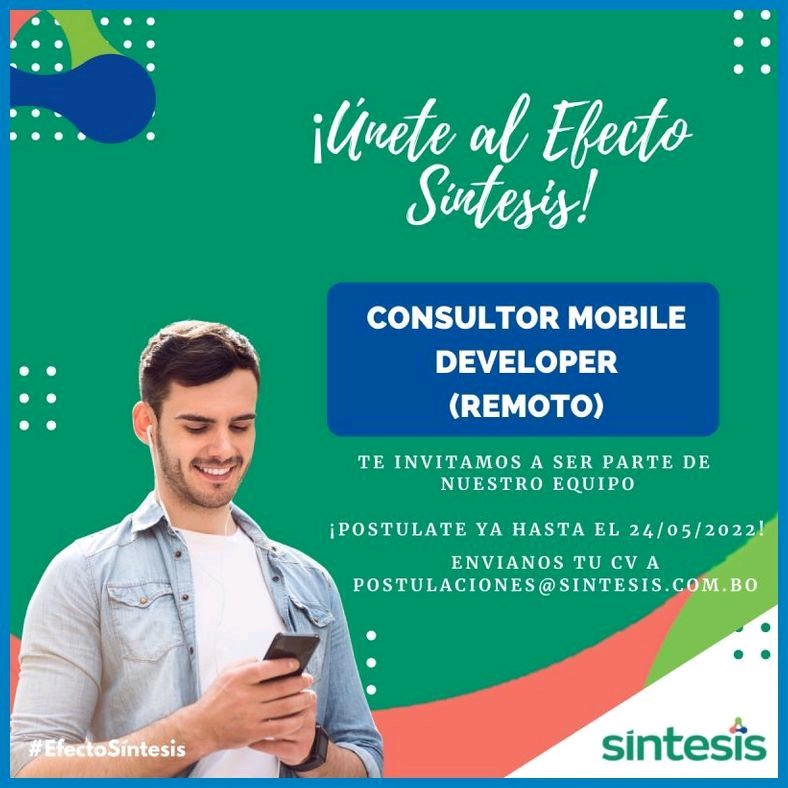 ¡Únete al Efecto
Síntesis!
CONSULTOR MOBILE
DEVELOPER
(REMOTO)
TE INVITAMOS A SER PARTE DE
NUESTRO EQUIPO
¡POSTULATE YA HASTA EL 24/05/2022!
ENVIANOS TU CV A
POSTULACIONES@SINTESIS.COM.BO
#EfectoSíntesis
síntesis